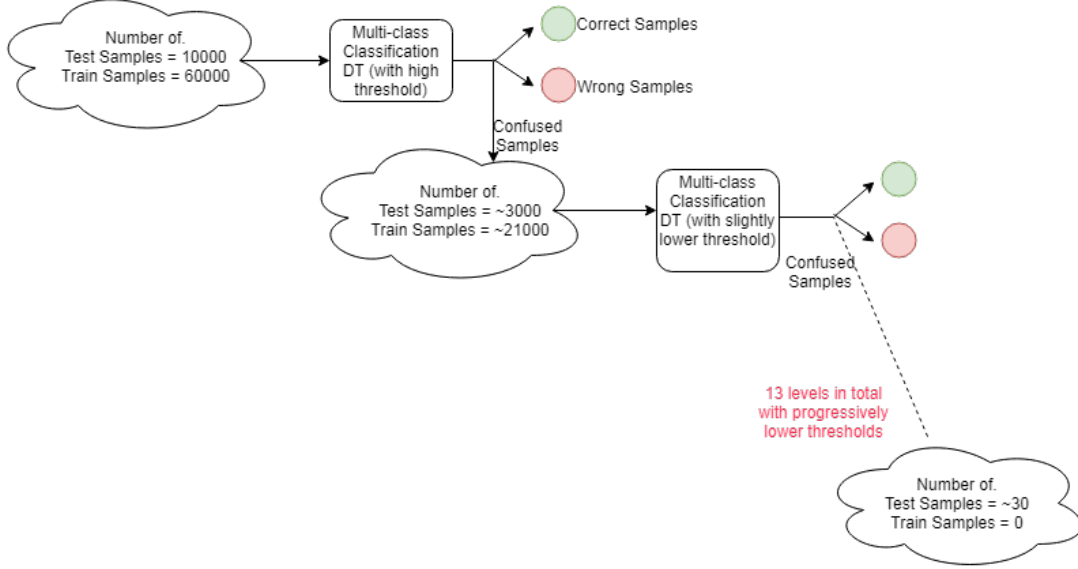 Number of.
Test Samples = 10000
Train Samples = 60000
Multi-class
Classification
DT (with high
threshold)
Correct Samples
Wrong Samples
Confused
Samples
Number of.
Test Samples = ~3000
Train Samples = ~21000
Multi-class
Classification
DT (with slightly
lower threshold)
Confused
Samples
13 levels in total
with progressively
lower thresholds
Number of.
Test Samples = ~30
Train Samples = 0